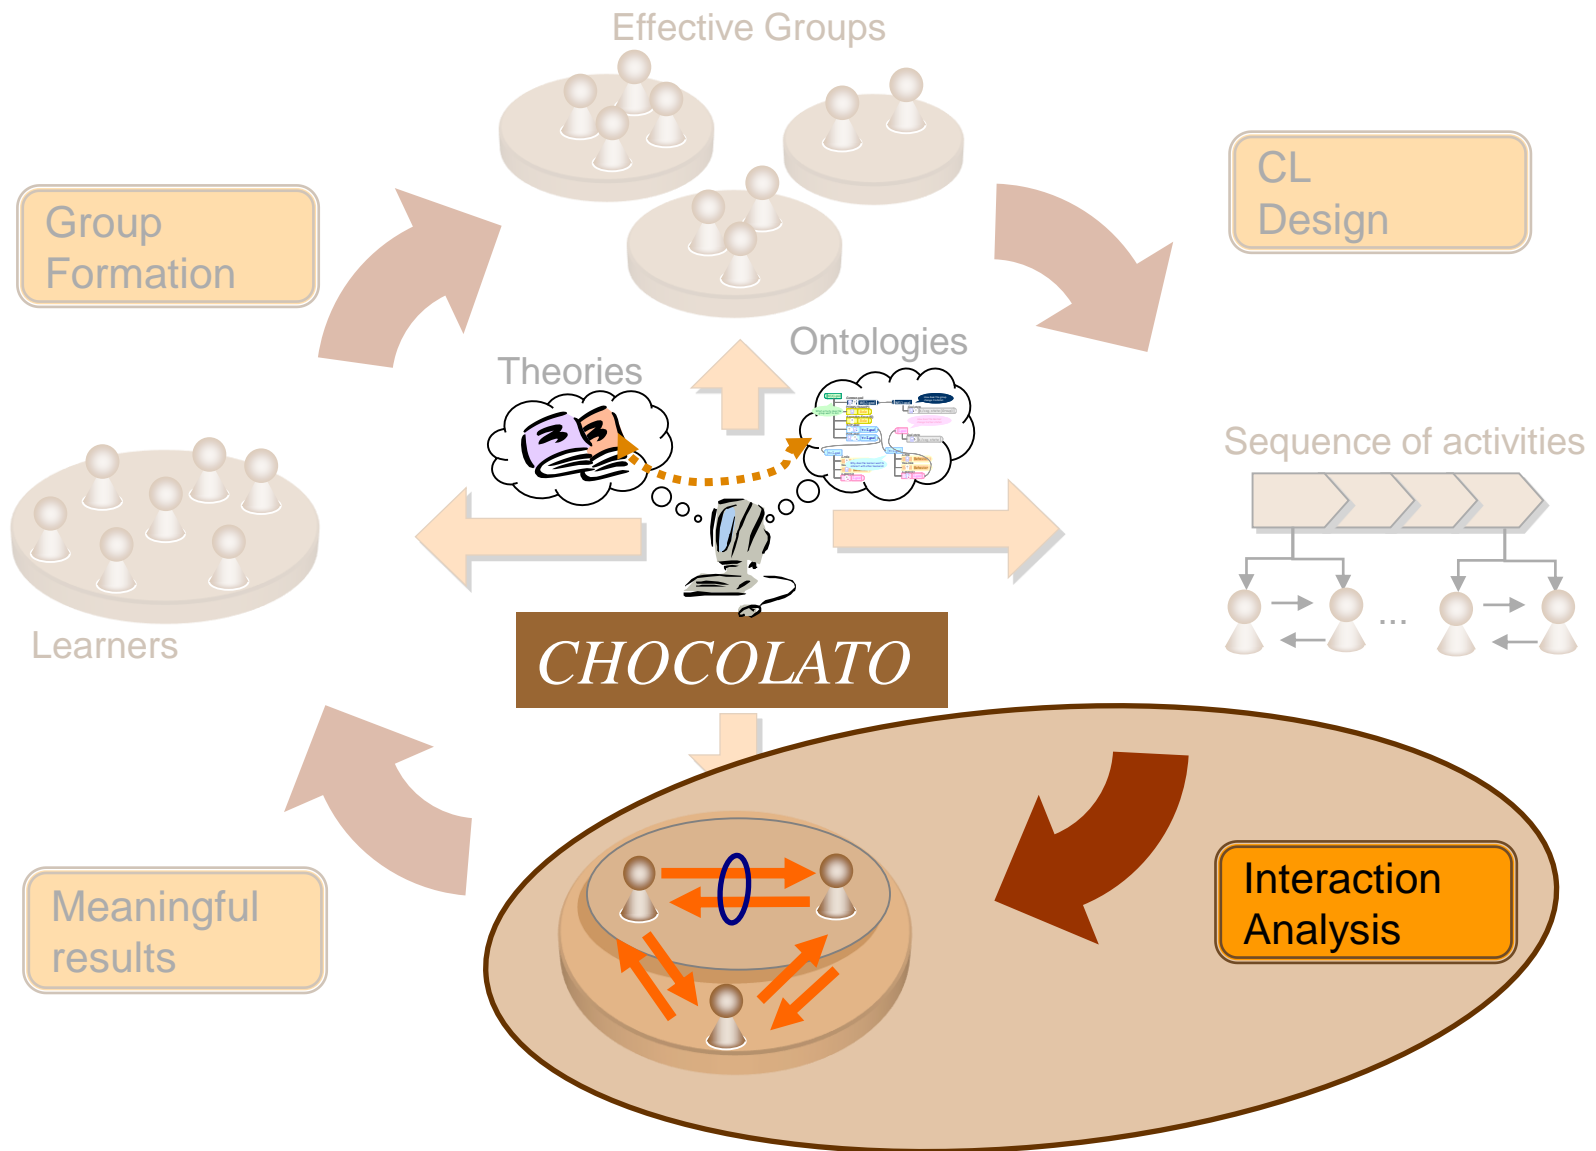 Effective Groups
Group
Formation
CL
Design
Theories
Ontologies
Sequence of activities
Learners
...
CHOCOLATO
Meaningful
results
Interaction
Analysis